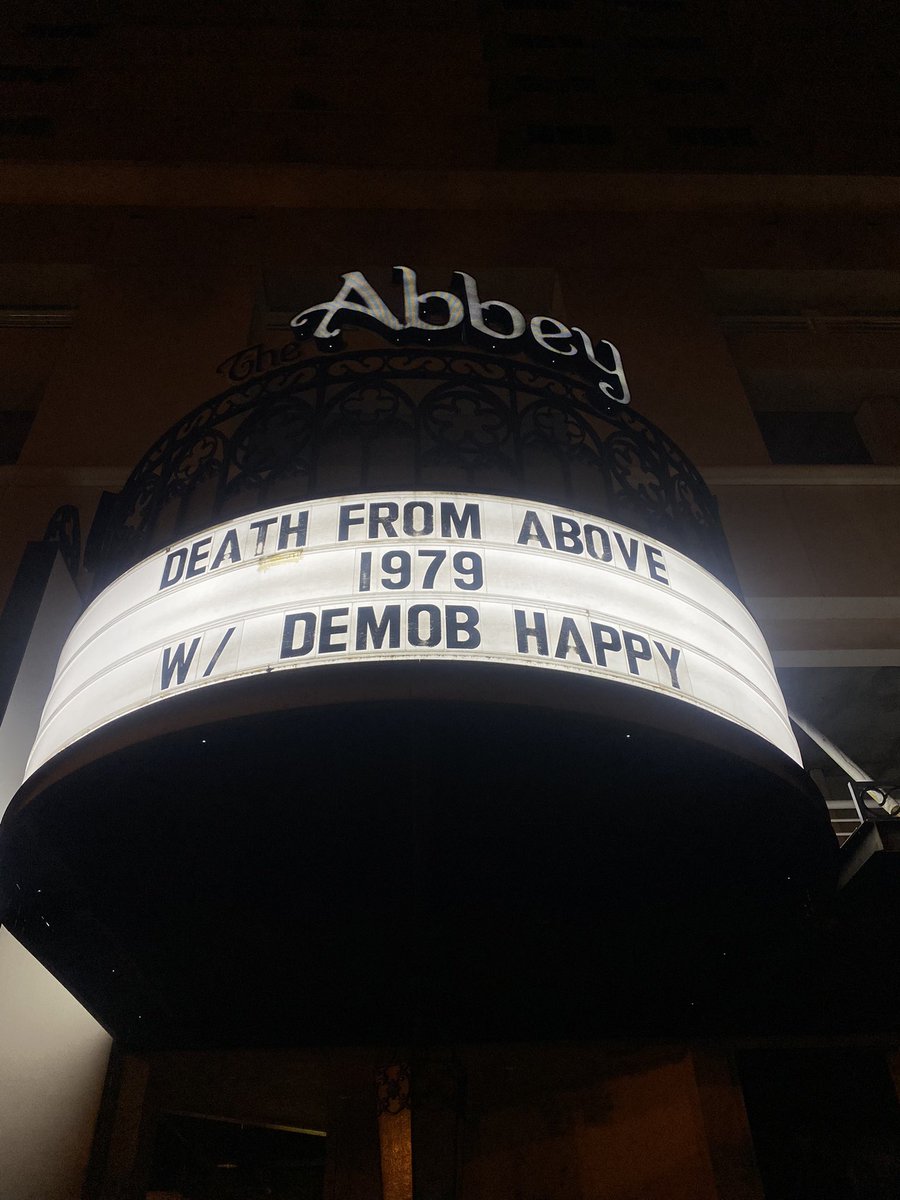 The Abbey
DEATH FROM ABOVE
1979
W/ DEMOB HAPPY